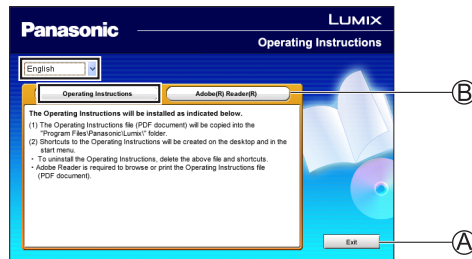 Panasonic
LUMIX
Operating Instructions
English
Operating Instructions
Adobe(R) Reader(R)
B
The Operating Instructions will be installed as indicated below.
(1) The Operating Instructions file (PDF document) will be copied into the
"Program Files\Panasonic\Lumix\" folder.
(2) Shortcuts to the Operating Instructions will be created on the desktop and in the
start menu.
・ To uninstall the Operating Instructions, delete the above file and shortcuts.
・ Adobe Reader is required to browse or print the Operating Instructions file
(PDF document).
Exit
A